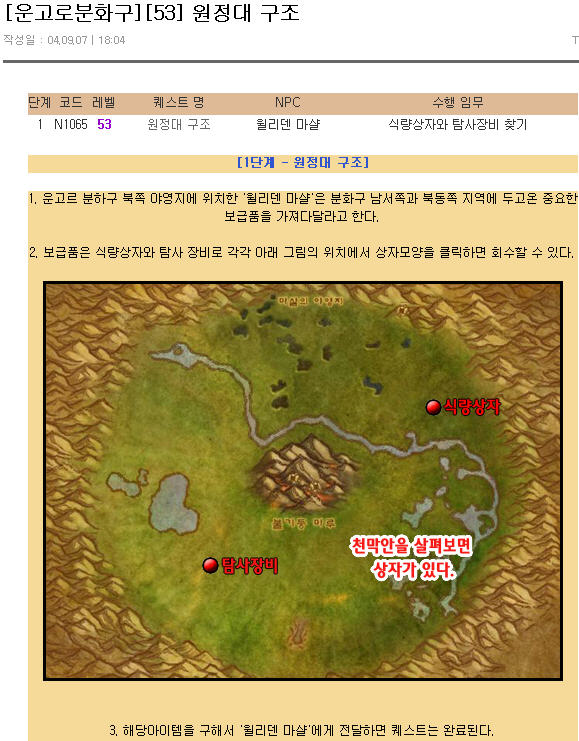 [운고로분화구][53] 원정대 구조
작성일 : 04.09.07 | 18:04
T
단계 코드 레벨 퀘스트 명 NPC 수행 임무
1 N1065 53 원정대 구조 윌리덴 마샬 식량상자와 탐사장비 찾기
[1단계 - 원정대 구조]
1. 운고르 분하구 북쪽 야영지에 위치한 '윌리덴 마샬'은 분화구 남서쪽과 북동쪽 지역에 두고온 중요한
보급품을 가져다달라고 한다.
2. 보급품은 식량상자와 탐사 장비로 각각 아래 그림의 위치에서 상자모양을 클릭하면 회수할 수 있다.
마샬의 야영지
식량상자
불기둥 마루
천막안을 살펴보면
상자가 있다.
탐사장비
3. 해당아이템을 구해서 '윌리덴 마샬'에게 전달하면 퀘스트는 완료된다.